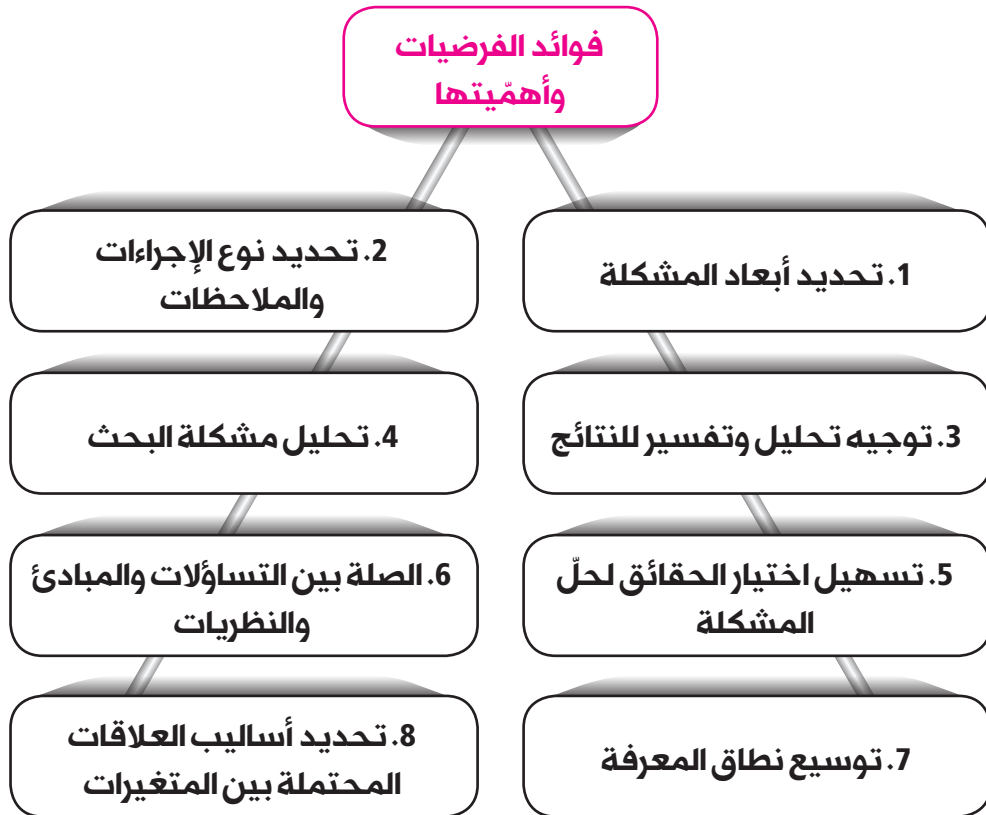 فوائد الفرضيات
وأهمّيتها
1. تحديد أبعاد المشكلة
2. تحديد نوع الإجراءات
والملاحظات
3. توجيه تحليل وتفسير للنتائج
4. تحليل مشكلة البحث
5. تسهيل اختيار الحقائق لحلّ
المشكلة
6. الصلة بين التساؤلات والمبادئ
والنظريات
7. توسيع نطاق المعرفة
8. تحديد أساليب العلاقات
المحتملة بين المتغيرات